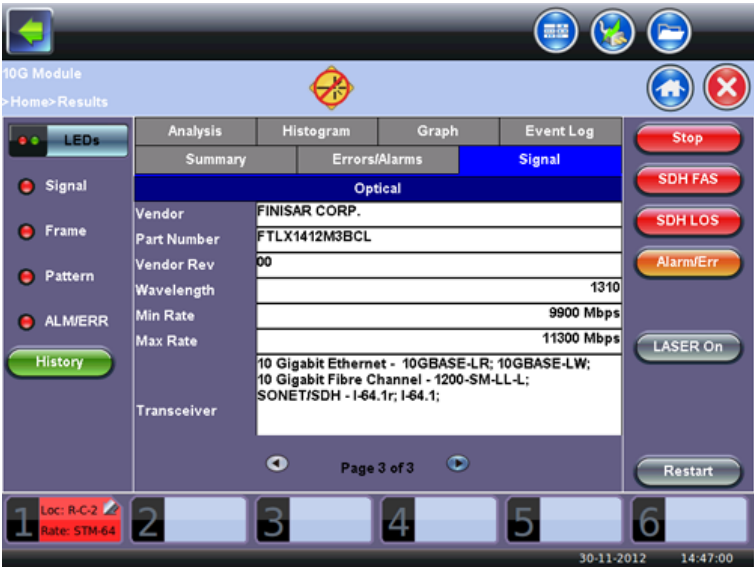 10G Module
>Home>Results
LEDs
Signal
Frame
Pattern
ALM/ERR
History
Analysis Histogram Graph Event Log
Summary Errors/Alarms Signal
Optical
Vendor FINISAR CORP.
Part Number FTLX1412M3BCL
Vendor Rev 00
Wavelength 1310
Min Rate 9900 Mbps
Max Rate 11300 Mbps
Transceiver
10 Gigabit Ethernet - 10GBASE-LR; 10GBASE-LW;
10 Gigabit Fibre Channel - 1200-SM-LL-L;
SONET/SDH - I-64.1r; I-64.1;
Page 3 of 3
Stop
SDH FAS
SDH LOS
Alarm/Err
LASER On
Restart
1 Loc: R-C-2
Rate: STM-64
2
3
4
5
6
30-11-2012 14:47:00